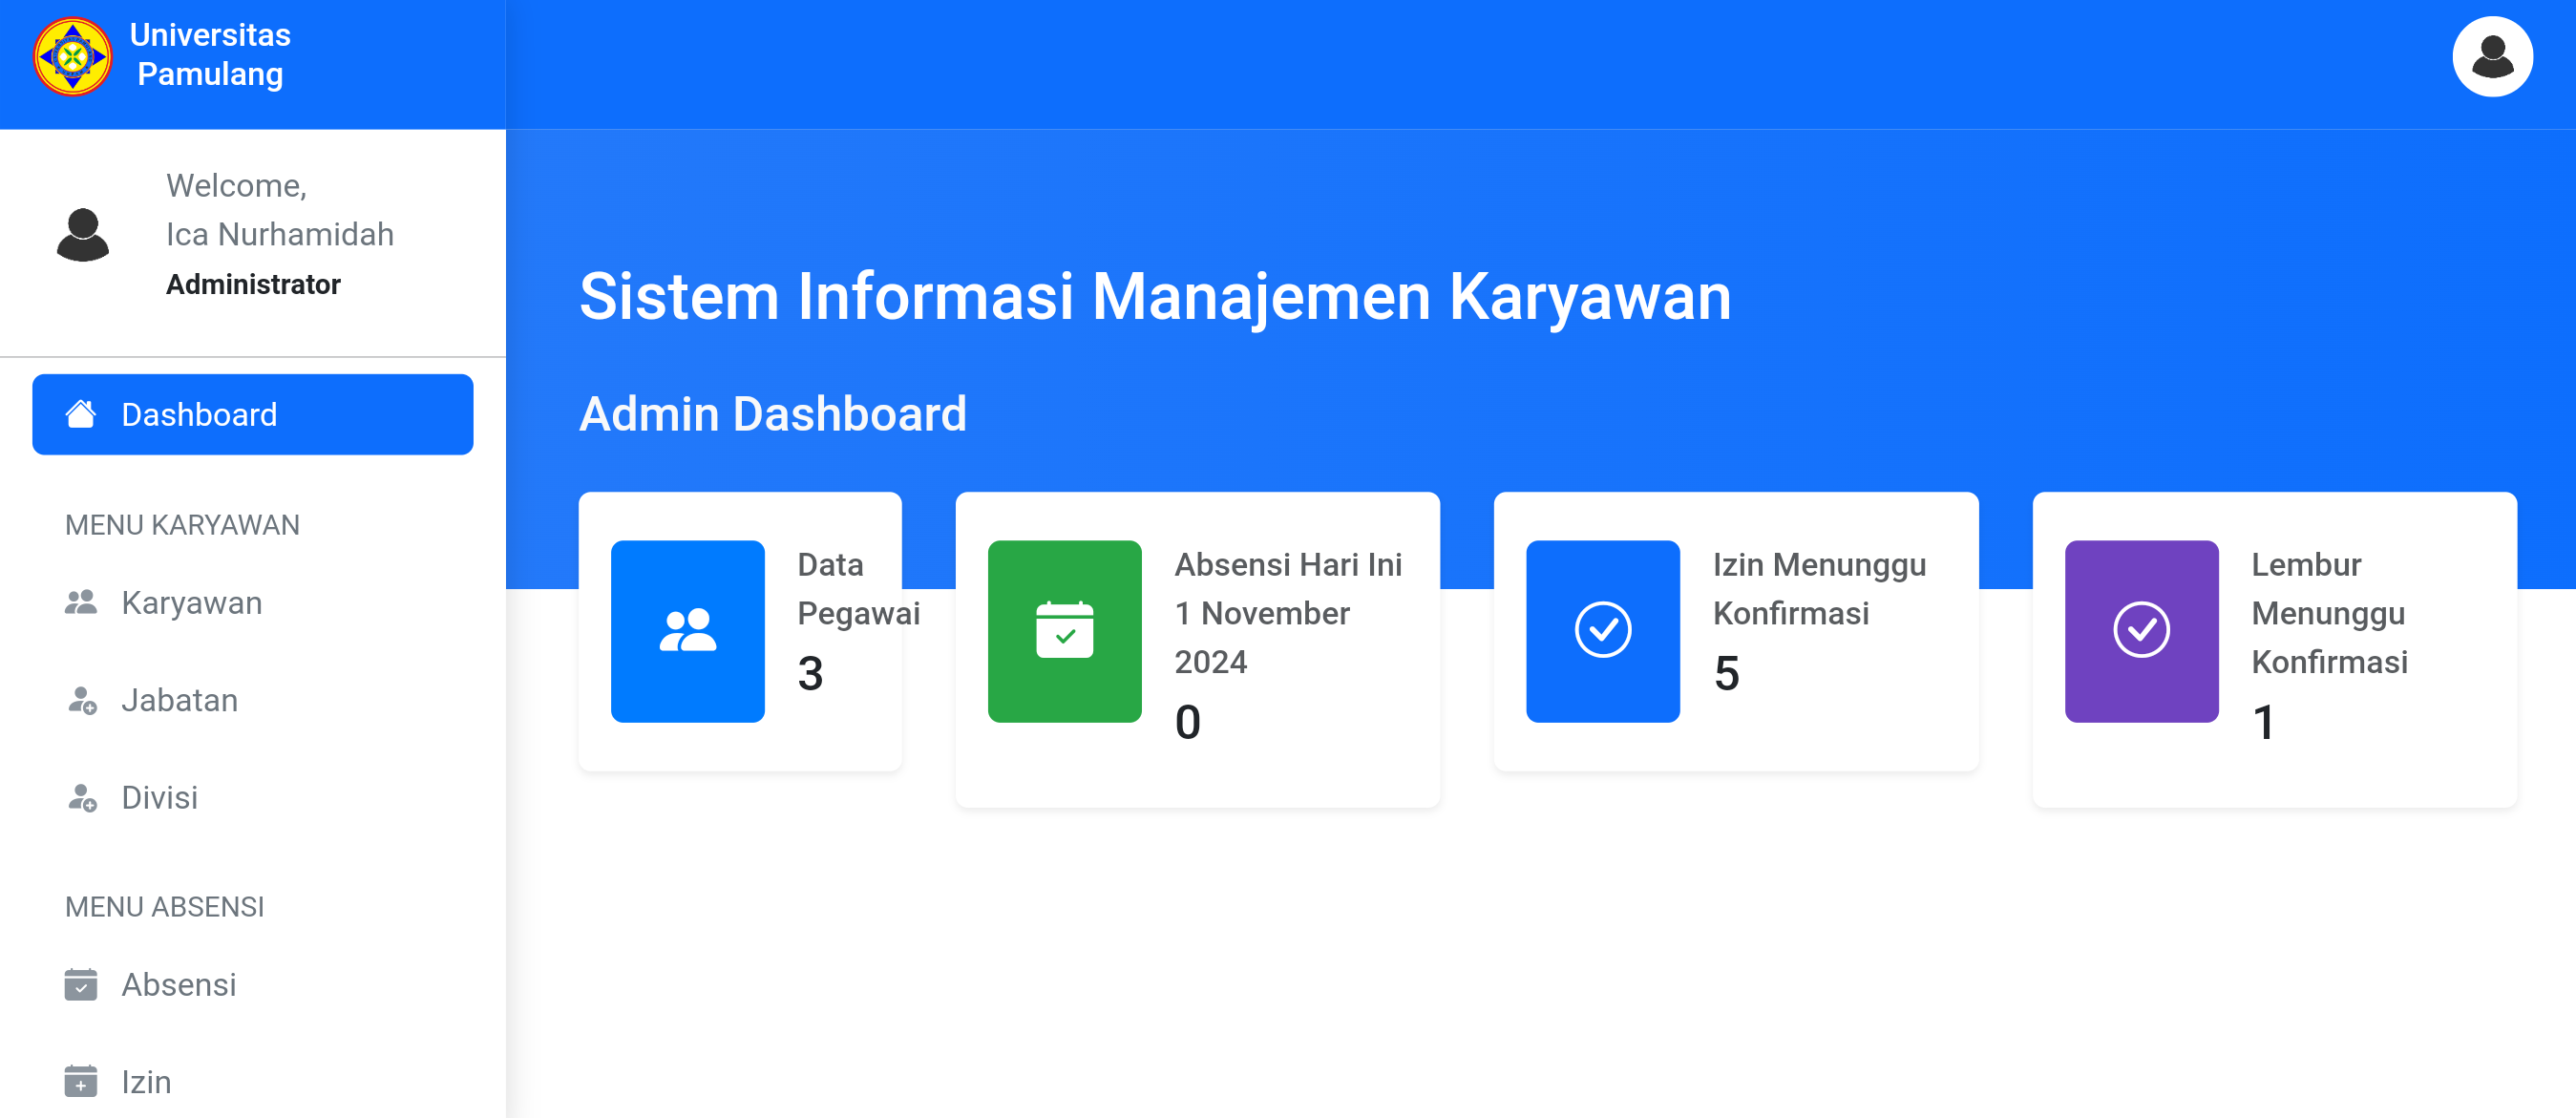 Universitas
Pamulang
Welcome,
Ica Nurhamidah
Administrator
Dashboard
MENU KARYAWAN
Karyawan
Jabatan
Divisi
MENU ABSENSI
Absensi
Izin
Sistem Informasi Manajemen Karyawan
Admin Dashboard
Data
Pegawai
3
Absensi Hari Ini
1 November
2024
0
Izin Menunggu
Konfirmasi
5
Lembur
Menunggu
Konfirmasi
1